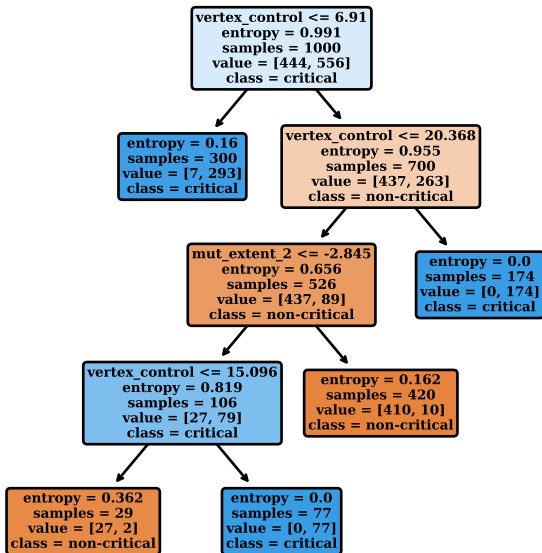 vertex_control <= 6.91
entropy = 0.991
samples = 1000
value = [444, 556]
class = critical
entropy = 0.16
samples = 300
value = [7, 293]
class = critical
vertex_control <= 20.368
entropy = 0.955
samples = 700
value = [437, 263]
class = non-critical
mut_extent_2 <= -2.845
entropy = 0.656
samples = 526
value = [437, 89]
class = non-critical
entropy = 0.0
samples = 174
value = [0, 174]
class = critical
vertex_control <= 15.096
entropy = 0.819
samples = 106
value = [27, 79]
class = critical
entropy = 0.162
samples = 420
value = [410, 10]
class = non-critical
entropy = 0.362
samples = 29
value = [27, 2]
class = non-critical
entropy = 0.0
samples = 77
value = [0, 77]
class = critical